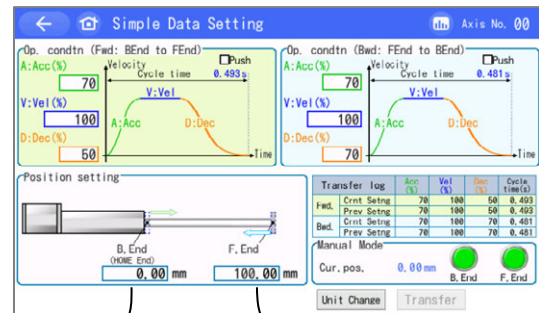 Simple Data Setting
Axis No. 00
Op. condtn (Fwd: BEnd to FEnd)
A:Acc(%)
70
V:Vel(%)
100
D:Dec(%)
50
Velocity
Push
Cycle time 0.493s
V:Vel
A:Acc
D:Dec
Time
Op. condtn (Bwd: FEnd to BEnd)
A:Acc(%)
70
V:Vel(%)
100
D:Dec(%)
70
Velocity
Push
Cycle time 0.481s
V:Vel
A:Acc
D:Dec
Time
Position setting
B.End
(HOME End)
0.00 mm
F.End
100.00 mm
Transfer log Acc (%) Vel (%) Dec (%) Cycle time(s)
Fwd. Crnt Setng 70 100 50 0.493
Prev Setng 70 100 50 0.493
Bwd. Crnt Setng 70 100 70 0.481
Prev Setng 70 100 70 0.481
Manual Mode
Cur.pos. 0.00 mm
B.End
F.End
Unit Change
Transfer